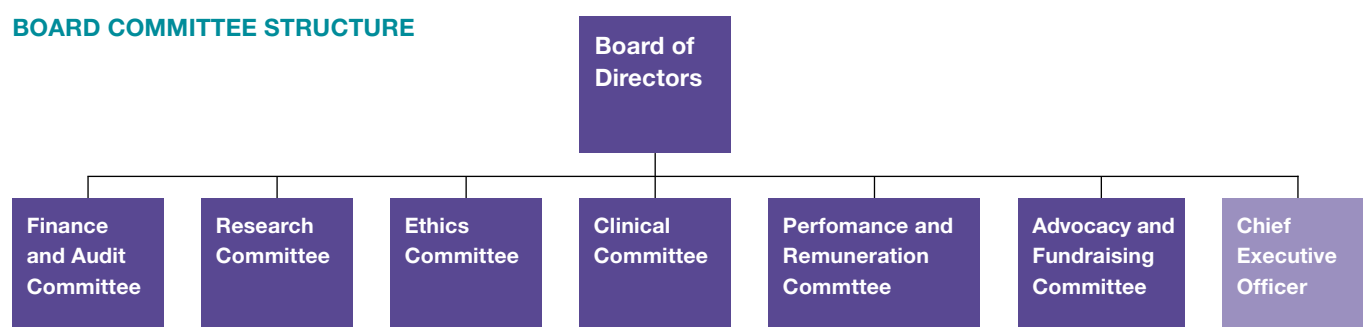 BOARD COMMITTEE STRUCTURE
Board of
Directors
Finance
and Audit
Committee
Research
Committee
Ethics
Committee
Clinical
Committee
Perfomance and
Remuneration
Commttee
Advocacy and
Fundraising
Committee
Chief
Executive
Officer